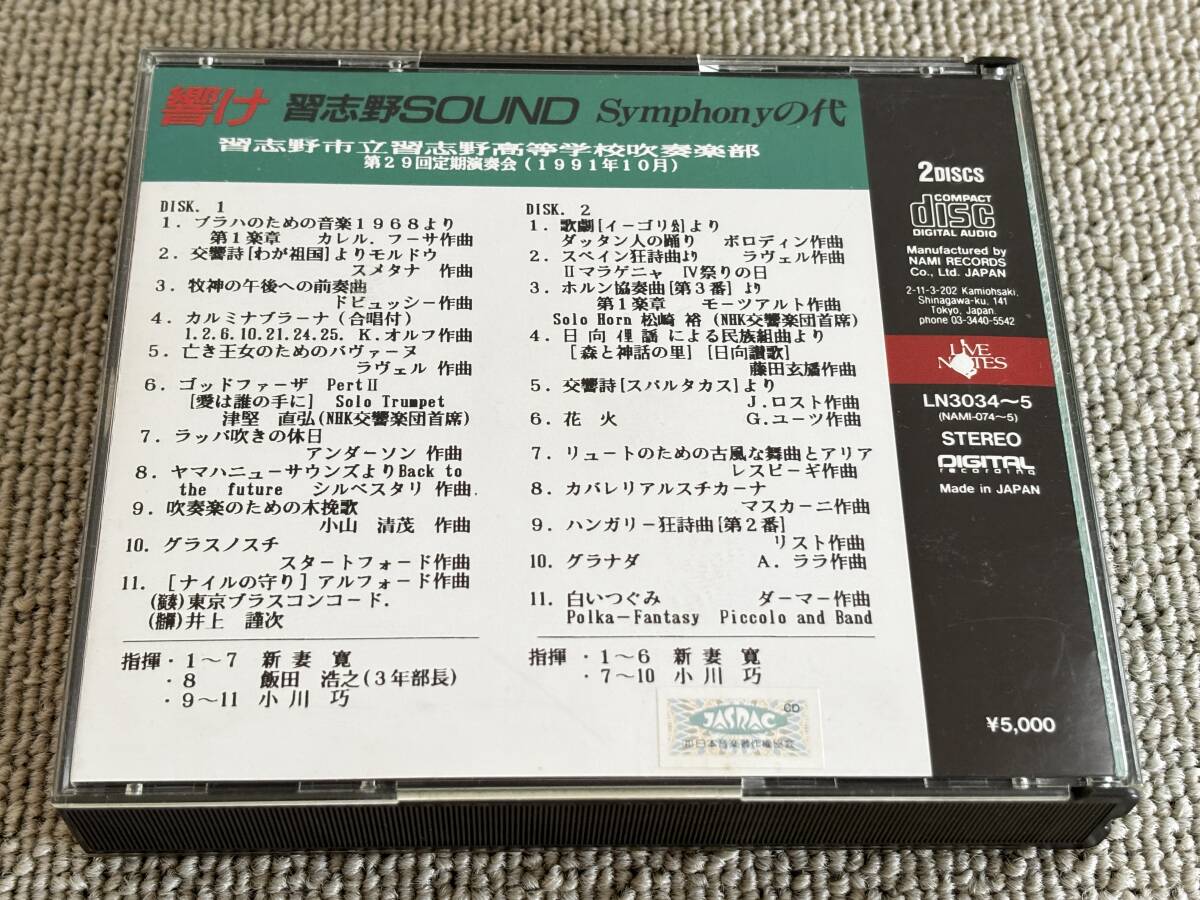 響け 習志野SOUND Symphonyの代
習志野市立習志野高等学校吹奏楽部
第29回定期演奏会(1991年10月)
DISK. 1
1. ブラハのための音楽1968より
第1楽章 カレル. フーサ作曲
2. 交響詩[わが祖国]よりモルドウ
スメタナ 作曲
3. 牧神の午後への前奏曲
ドビュッシー作曲
4. カルミナブラーナ(合唱付)
1.2.6.10.21.24.25. K.オルフ作曲
5. 亡き王女のためのバヴァーヌ
ラヴェル 作曲
6. ゴッドファーザ PertⅡ
[愛は誰の手に] Solo Trumpet
津堅 直弘(NHK交響楽団首席)
7. ラッパ吹きの休日
アンダーソン 作曲
8. ヤマハニューサウンズよりBack to
the future シルベスタリ 作曲.
9. 吹奏楽のための木挽歌
小山 清茂 作曲
10. グラスノスチ
スタートフォード作曲
11. [ナイルの守り]アルフォード作曲
東京ブラスコンコード.
井上 謹次
指揮・1〜7 新妻 寛
・8 飯田 浩之(3年部長)
・9〜11 小川 巧
DISK. 2
1. 歌劇[イーゴリ公]より
ダッタン人の踊り ボロディン作曲
2. スペイン狂詩曲より ラヴェル作曲
Ⅱマラゲニャ Ⅳ祭りの日
3. ホルン協奏曲[第3番]より
第1楽章 モーツアルト作曲
Solo Horn 松崎 裕(NHK交響楽団首席)
4. 日向俚謡による民族組曲より
[森と神話の里] [日向讃歌]
藤田玄播作曲
5. 交響詩[スパルタカス]より
J.ロスト作曲
6. 花 火 G.ユーツ作曲
7. リュートのための古風な舞曲とアリア
レスピーギ作曲
8. カバレリアルスチカーナ
マスカーニ作曲
9. ハンガリー狂詩曲[第2番]
リスト作曲
10. グラナダ A. ララ作曲
11. 白いつぐみ ダーマー作曲
Polka-Fantasy Piccolo and Band
指揮・1〜6 新妻 寛
・7〜10 小川 巧
CD
JASRAC
2DISCS
COMPACT
disc
DIGITAL AUDIO
Manufactured by
NAMI RECORDS
Co., Ltd. JAPAN
2-11-3-202 Kamiohsaki,
Shinagawa-ku, 141
Tokyo, Japan.
phone 03-3440-5542
LIVE
NOTES
LN3034〜5
(NAMI-074〜5)
STEREO
DIGITAL
recording
Made in JAPAN
¥5,000